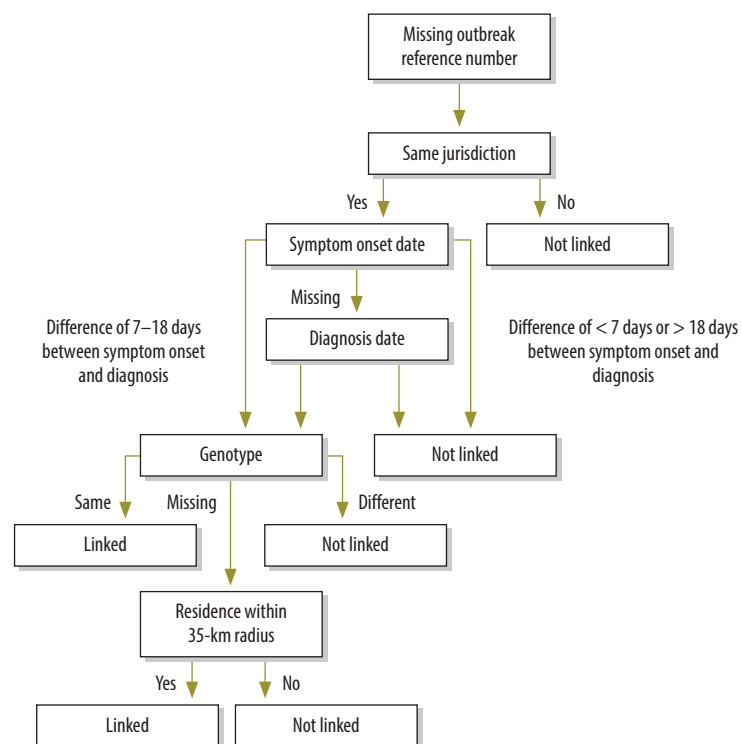 Missing outbreak
reference number
Same jurisdiction
Yes
No
Symptom onset date
Not linked
Missing
Difference of 7–18 days
between symptom onset
and diagnosis
Diagnosis date
Difference of < 7 days or > 18 days
between symptom onset and
diagnosis
Genotype
Not linked
Same
Missing
Different
Linked
Not linked
Residence within
35-km radius
Yes
No
Linked
Not linked